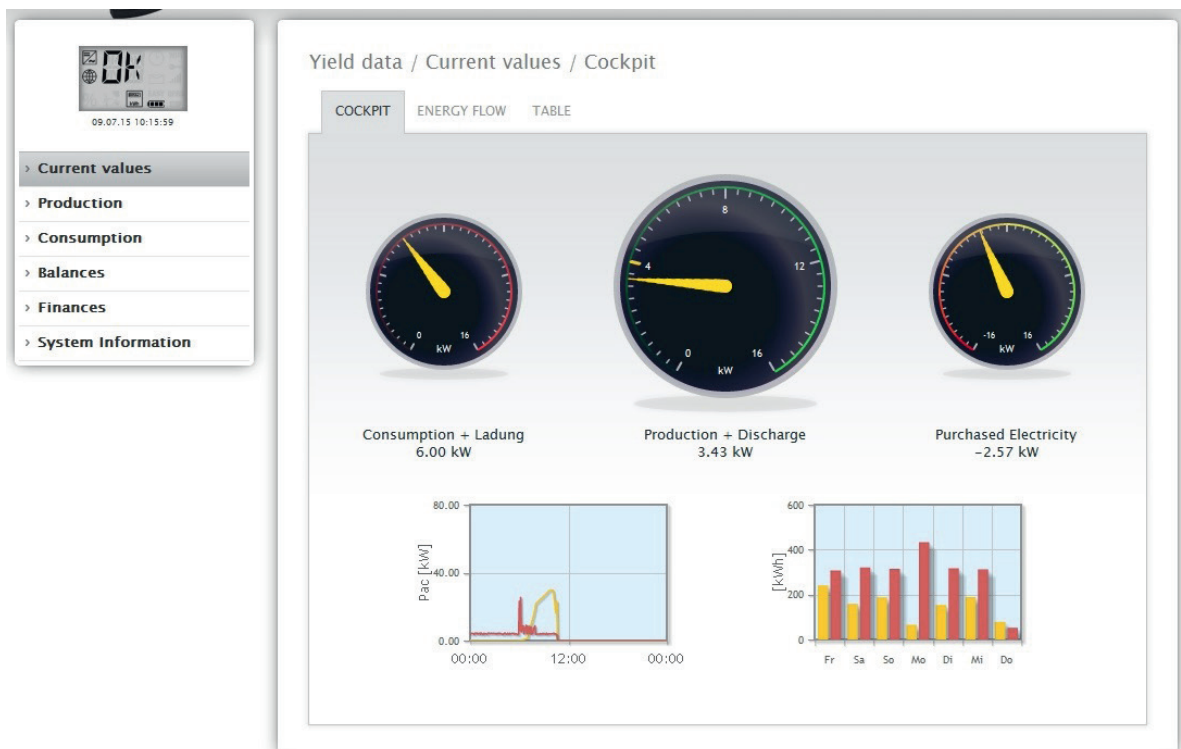 OK
09.07.15 10:15:59
› Current values
› Production
› Consumption
› Balances
› Finances
› System Information
Yield data / Current values / Cockpit
COCKPIT ENERGY FLOW TABLE
0 16
kW
4 8 12
0 16
kW
-16 16
kW
Consumption + Ladung
6.00 kW
Production + Discharge
3.43 kW
Purchased Electricity
-2.57 kW
80.00
40.00
0.00
Pac [kW]
00:00 12:00 00:00
600
400
200
0
[kWh]
Fr Sa So Mo Di Mi Do